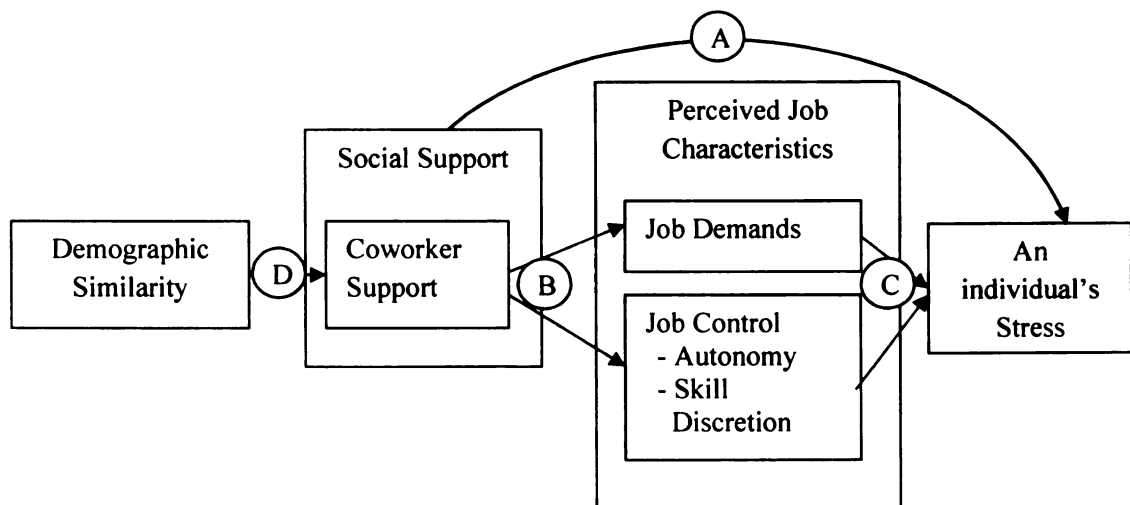 A
Perceived Job
Characteristics
Social Support
Demographic
Similarity
D
Coworker
Support
B
Job Demands
Job Control
- Autonomy
- Skill
Discretion
C
An
individual's
Stress